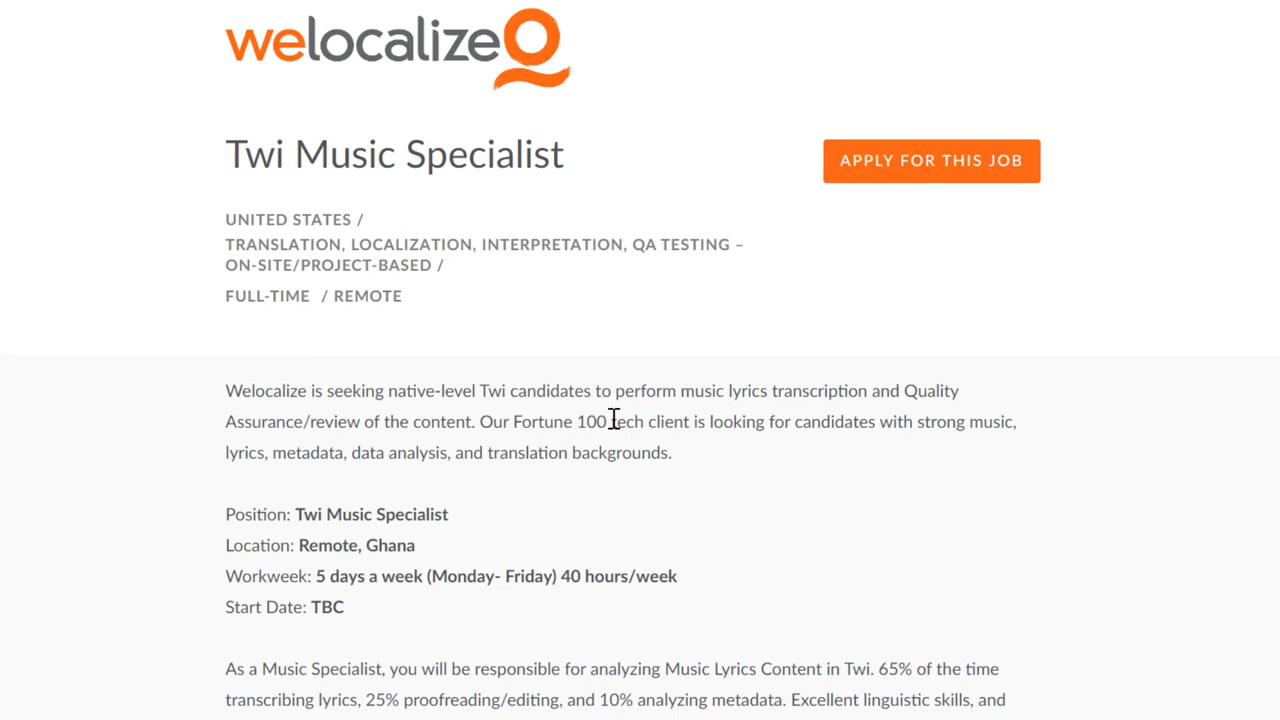 welocalize
Twi Music Specialist
APPLY FOR THIS JOB
UNITED STATES /
TRANSLATION, LOCALIZATION, INTERPRETATION, QA TESTING –
ON-SITE/PROJECT-BASED /
FULL-TIME / REMOTE
Welocalize is seeking native-level Twi candidates to perform music lyrics transcription and Quality
Assurance/review of the content. Our Fortune 100 tech client is looking for candidates with strong music,
lyrics, metadata, data analysis, and translation backgrounds.
Position: Twi Music Specialist
Location: Remote, Ghana
Workweek: 5 days a week (Monday- Friday) 40 hours/week
Start Date: TBC
As a Music Specialist, you will be responsible for analyzing Music Lyrics Content in Twi. 65% of the time
transcribing lyrics, 25% proofreading/editing, and 10% analyzing metadata. Excellent linguistic skills, and